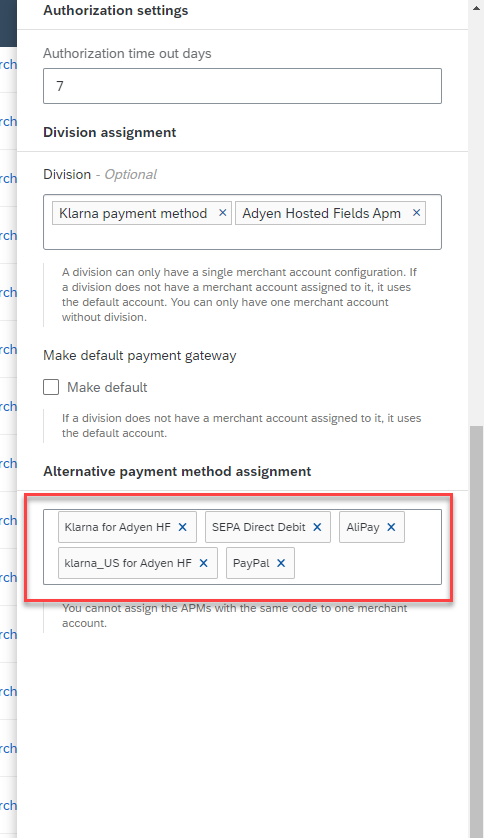 Authorization settings
Authorization time out days
7
Division assignment
Division - Optional
Klarna payment method × Adyen Hosted Fields Apm ×
A division can only have a single merchant account configuration. If
a division does not have a merchant account assigned to it, it uses
the default account. You can only have one merchant account
without division.
Make default payment gateway
Make default
If a division does not have a merchant account assigned to it, it uses
the default account.
Alternative payment method assignment
Klarna for Adyen HF × SEPA Direct Debit × AliPay ×
klarna_US for Adyen HF × PayPal ×
You cannot assign the APMs with the same code to one merchant
account.
rch
rch
rch
rch
rch
rch
rch
rch
rch
rch
rch
rch
rch
rch